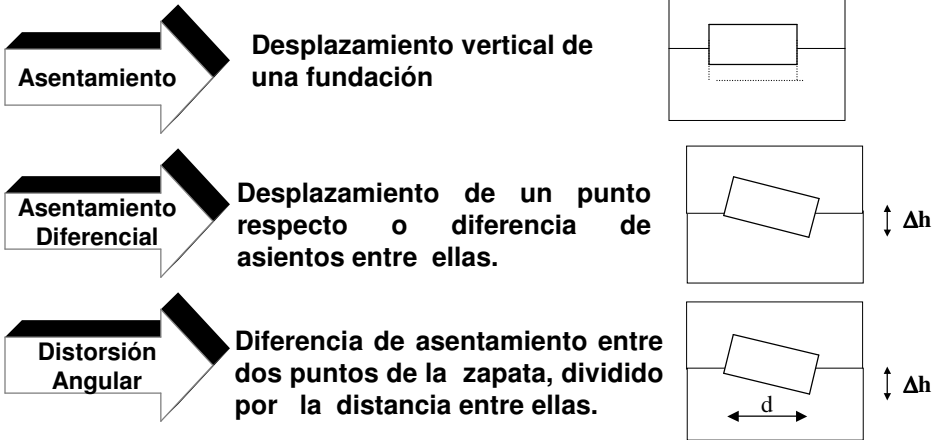 Asentamiento
Desplazamiento vertical de
una fundación
Asentamiento
Diferencial
Desplazamiento de un punto
respecto o diferencia de
asientos entre ellas.
Δh
Distorsión
Angular
Diferencia de asentamiento entre
dos puntos de la zapata, dividido
por la distancia entre ellas.
d
Δh